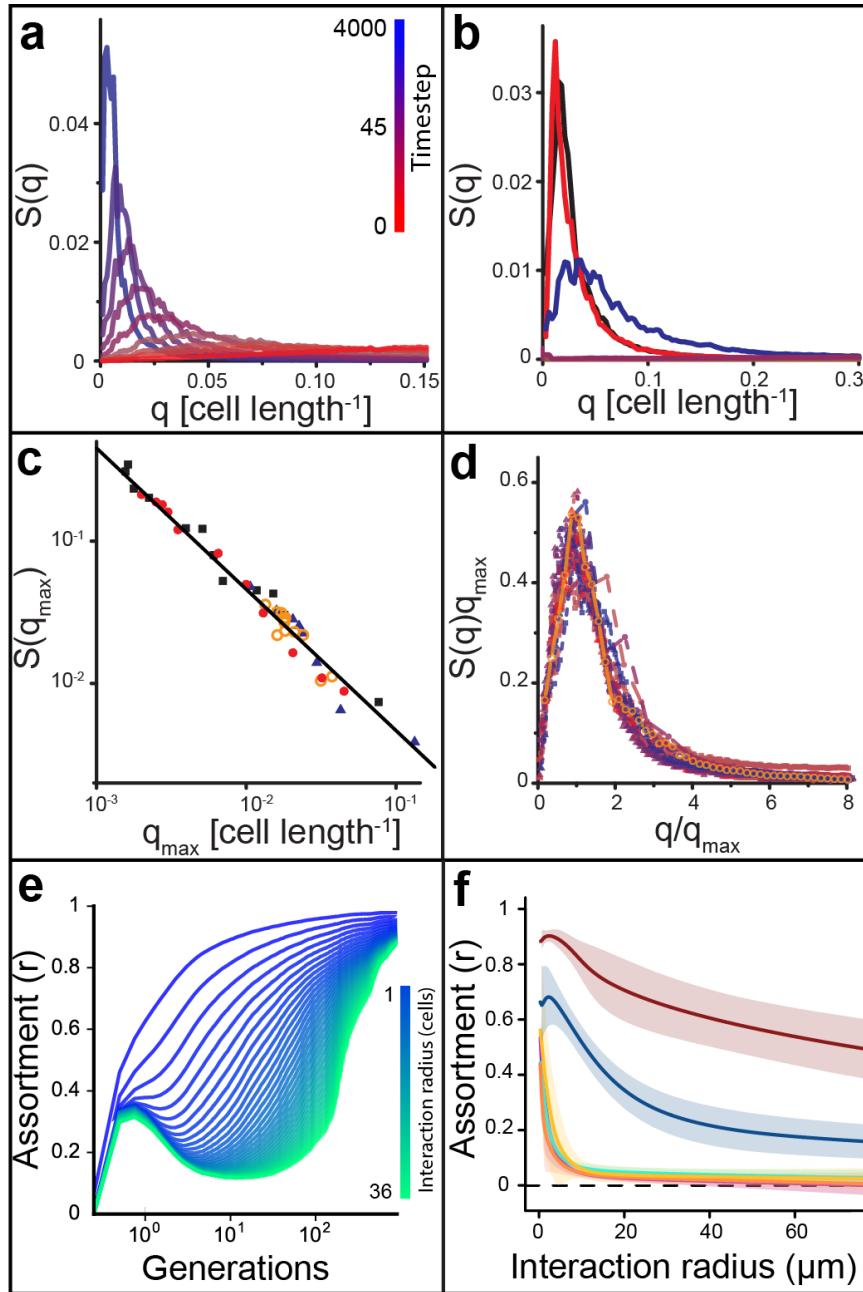 a
S(q)
0.04
0.02
0
0
0.05
0.10
0.15
q [cell length-1]
4000
45
0
Timestep
b
S(q)
0.03
0.02
0.01
0
0
0.1
0.2
0.3
q [cell length-1]
c
S(qmax)
10-1
10-2
10-3
10-2
10-1
qmax [cell length-1]
d
S(q)qmax
0.6
0.4
0.2
0
0
2
4
6
8
q/qmax
e
Assortment (r)
1
0.8
0.6
0.4
0.2
0
100
101
102
Generations
1
36
Interaction radius (cells)
f
Assortment (r)
1
0.8
0.6
0.4
0.2
0
0
20
40
60
Interaction radius (µm)